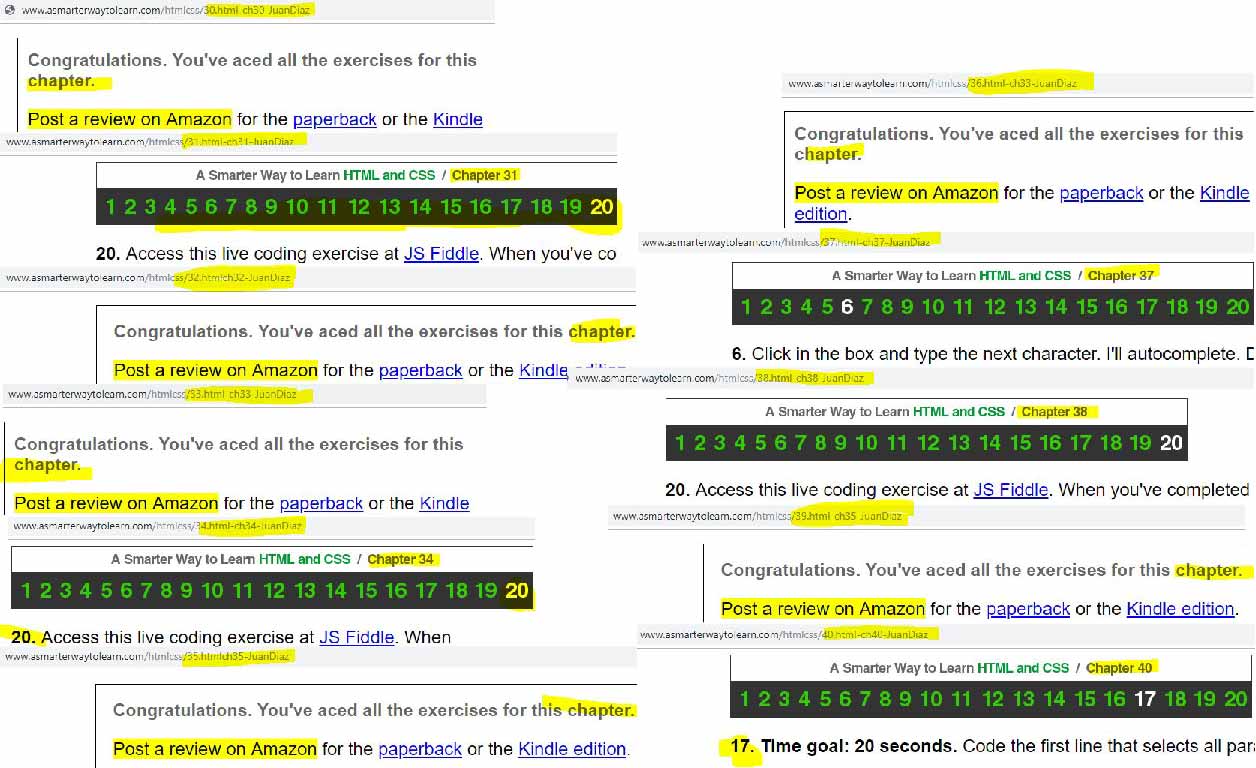 www.asmarterwaytolearn.com/htmlcss/30.html-ch30-JuanDiaz
Congratulations. You've aced all the exercises for this
chapter.
Post a review on Amazon for the paperback or the Kindle
www.asmarterwaytolearn.com/htmlcss/31.html-ch31-JuanDiaz
A Smarter Way to Learn HTML and CSS / Chapter 31
1 2 3 4 5 6 7 8 9 10 11 12 13 14 15 16 17 18 19 20
20. Access this live coding exercise at JS Fiddle. When you've co
www.asmarterwaytolearn.com/htmlcss/32.htmlch32-JuanDiaz
Congratulations. You've aced all the exercises for this chapter.
Post a review on Amazon for the paperback or the Kindle edition.
www.asmarterwaytolearn.com/htmlcss/33.html-ch33-JuanDiaz
Congratulations. You've aced all the exercises for this
chapter.
Post a review on Amazon for the paperback or the Kindle
www.asmarterwaytolearn.com/htmlcss/34.html-ch34-JuanDiaz
A Smarter Way to Learn HTML and CSS / Chapter 34
1 2 3 4 5 6 7 8 9 10 11 12 13 14 15 16 17 18 19 20
20. Access this live coding exercise at JS Fiddle. When
www.asmarterwaytolearn.com/htmlcss/35.htmlch35-JuanDiaz
Congratulations. You've aced all the exercises for this chapter.
Post a review on Amazon for the paperback or the Kindle edition.
www.asmarterwaytolearn.com/htmlcss/36.html-ch33-JuanDiaz
Congratulations. You've aced all the exercises for this
chapter.
Post a review on Amazon for the paperback or the Kindle
edition.
www.asmarterwaytolearn.com/htmlcss/37.html-ch37-JuanDiaz
A Smarter Way to Learn HTML and CSS / Chapter 37
1 2 3 4 5 6 7 8 9 10 11 12 13 14 15 16 17 18 19 20
6. Click in the box and type the next character. I'll autocomplete. D
www.asmarterwaytolearn.com/htmlcss/38.html-ch38-JuanDiaz
A Smarter Way to Learn HTML and CSS / Chapter 38
1 2 3 4 5 6 7 8 9 10 11 12 13 14 15 16 17 18 19 20
20. Access this live coding exercise at JS Fiddle. When you've completed
www.asmarterwaytolearn.com/htmlcss/39.html-ch35-JuanDiaz
Congratulations. You've aced all the exercises for this chapter.
Post a review on Amazon for the paperback or the Kindle edition.
www.asmarterwaytolearn.com/htmlcss/40.html-ch40-JuanDiaz
A Smarter Way to Learn HTML and CSS / Chapter 40
1 2 3 4 5 6 7 8 9 10 11 12 13 14 15 16 17 18 19 20
17. Time goal: 20 seconds. Code the first line that selects all para